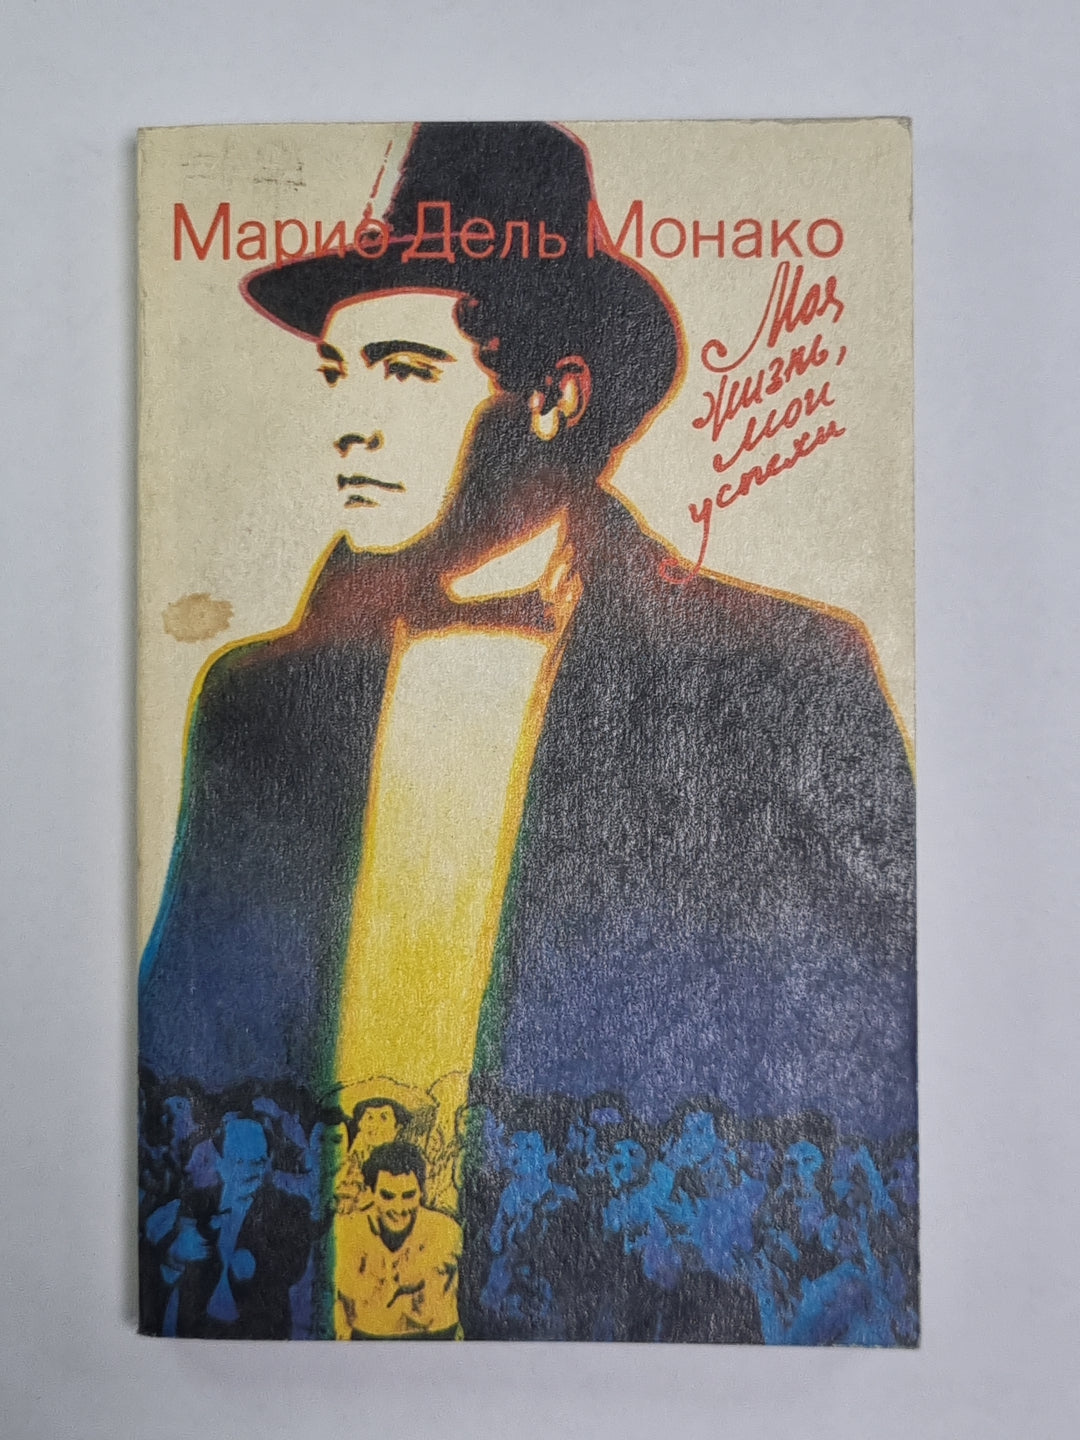 Марио Дель Монако
Моя
жизнь,
мои
успехи